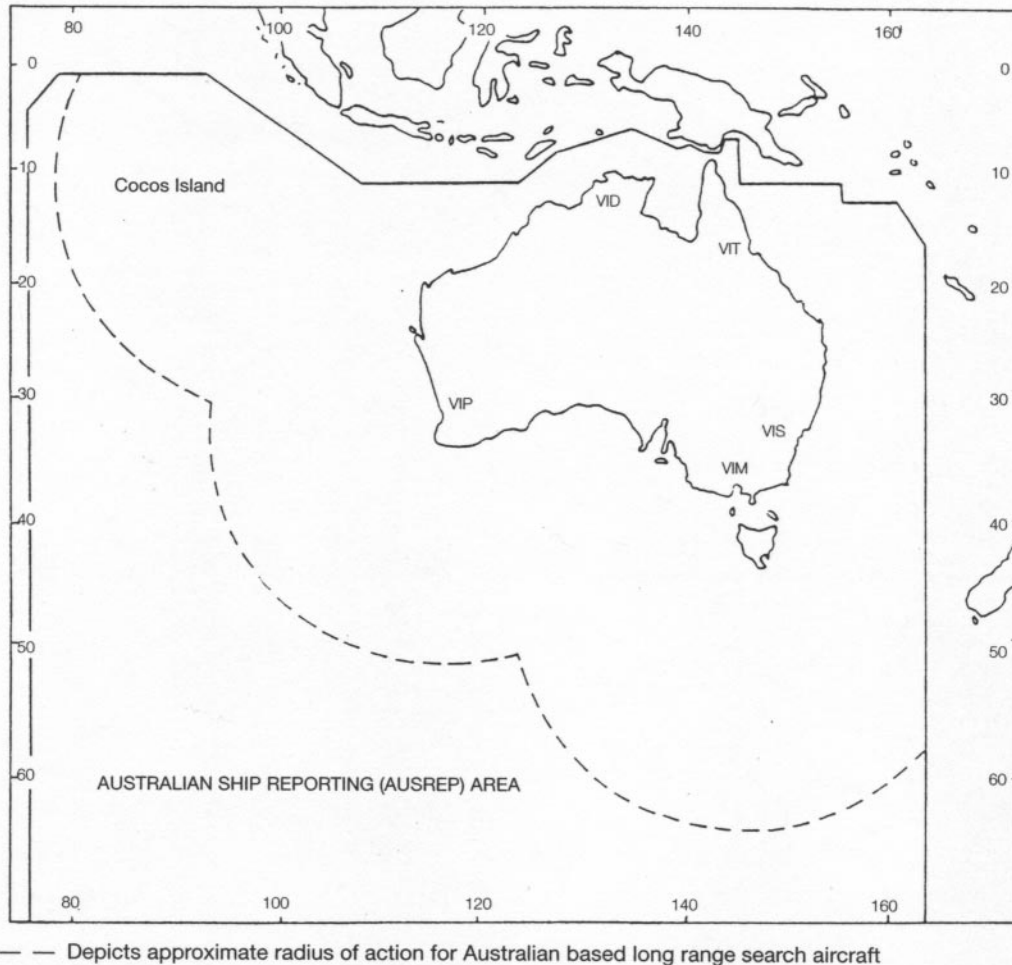 80 100 120 140 160
0 0
10 10
Cocos Island
VID
VIT
20 20
30 30
VIP
VIS
VIM
40 40
50 50
60 60
AUSTRALIAN SHIP REPORTING (AUSREP) AREA
80 100 120 140 160
Depicts approximate radius of action for Australian based long range search aircraft